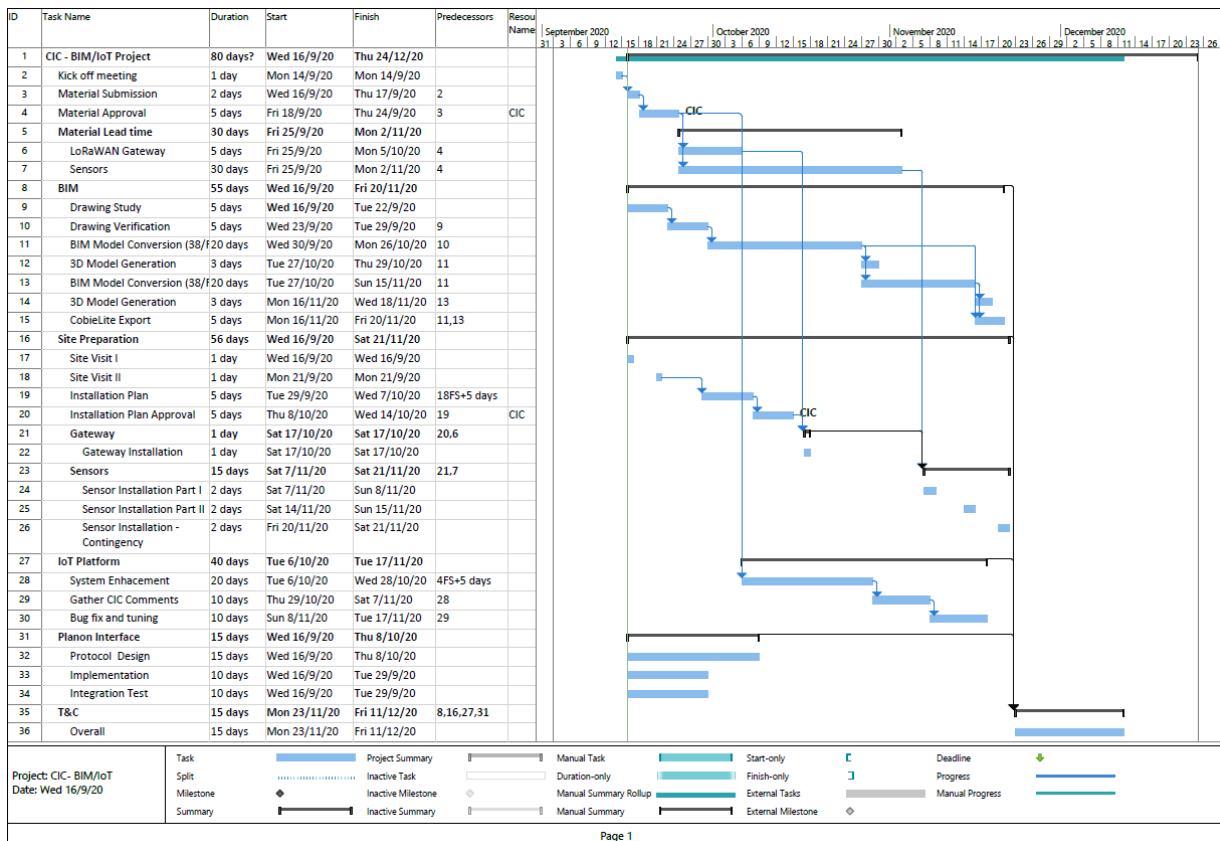 ID Task Name Duration Start Finish Predecessors Resou
Name
September 2020 October 2020 November 2020 December 2020
31 3 6 9 12 15 18 21 24 27 30 3 6 9 12 15 18 21 24 27 30 2 5 8 11 14 17 20 23 26 29 2 5 8 11 14 17 20 23 26
1 CIC - BIM/IoT Project 80 days? Wed 16/9/20 Thu 24/12/20
2 Kick off meeting 1 day Mon 14/9/20 Mon 14/9/20
3 Material Submission 2 days Wed 16/9/20 Thu 17/9/20 2
4 Material Approval 5 days Fri 18/9/20 Thu 24/9/20 3 CIC CIC
5 Material Lead time 30 days Fri 25/9/20 Mon 2/11/20
6 LoRaWAN Gateway 5 days Fri 25/9/20 Mon 5/10/20 4
7 Sensors 30 days Fri 25/9/20 Mon 2/11/20 4
8 BIM 55 days Wed 16/9/20 Fri 20/11/20
9 Drawing Study 5 days Wed 16/9/20 Tue 22/9/20
10 Drawing Verification 5 days Wed 23/9/20 Tue 29/9/20 9
11 BIM Model Conversion (38/F 20 days Wed 30/9/20 Mon 26/10/20 10
12 3D Model Generation 3 days Tue 27/10/20 Thu 29/10/20 11
13 BIM Model Conversion (38/F 20 days Tue 27/10/20 Sun 15/11/20 11
14 3D Model Generation 3 days Mon 16/11/20 Wed 18/11/20 13
15 CobieLite Export 5 days Mon 16/11/20 Fri 20/11/20 11,13
16 Site Preparation 56 days Wed 16/9/20 Sat 21/11/20
17 Site Visit I 1 day Wed 16/9/20 Wed 16/9/20
18 Site Visit II 1 day Mon 21/9/20 Mon 21/9/20
19 Installation Plan 5 days Tue 29/9/20 Wed 7/10/20 18FS+5 days
20 Installation Plan Approval 5 days Thu 8/10/20 Wed 14/10/20 19 CIC CIC
21 Gateway 1 day Sat 17/10/20 Sat 17/10/20 20,6
22 Gateway Installation 1 day Sat 17/10/20 Sat 17/10/20
23 Sensors 15 days Sat 7/11/20 Sat 21/11/20 21,7
24 Sensor Installation Part I 2 days Sat 7/11/20 Sun 8/11/20
25 Sensor Installation Part II 2 days Sat 14/11/20 Sun 15/11/20
26 Sensor Installation - 2 days Fri 20/11/20 Sat 21/11/20
Contingency
27 IoT Platform 40 days Tue 6/10/20 Tue 17/11/20
28 System Enhacement 20 days Tue 6/10/20 Wed 28/10/20 4FS+5 days
29 Gather CIC Comments 10 days Thu 29/10/20 Sat 7/11/20 28
30 Bug fix and tuning 10 days Sun 8/11/20 Tue 17/11/20 29
31 Planon Interface 15 days Wed 16/9/20 Thu 8/10/20
32 Protocol Design 15 days Wed 16/9/20 Thu 8/10/20
33 Implementation 10 days Wed 16/9/20 Tue 29/9/20
34 Integration Test 10 days Wed 16/9/20 Tue 29/9/20
35 T&C 15 days Mon 23/11/20 Fri 11/12/20 8,16,27,31
36 Overall 15 days Mon 23/11/20 Fri 11/12/20
Project: CIC- BIM/IoT
Date: Wed 16/9/20
Task Project Summary Manual Task Start-only Deadline
Split Inactive Task Duration-only Finish-only Progress
Milestone Inactive Milestone Manual Summary Rollup External Tasks Manual Progress
Summary Inactive Summary Manual Summary External Milestone
Page 1